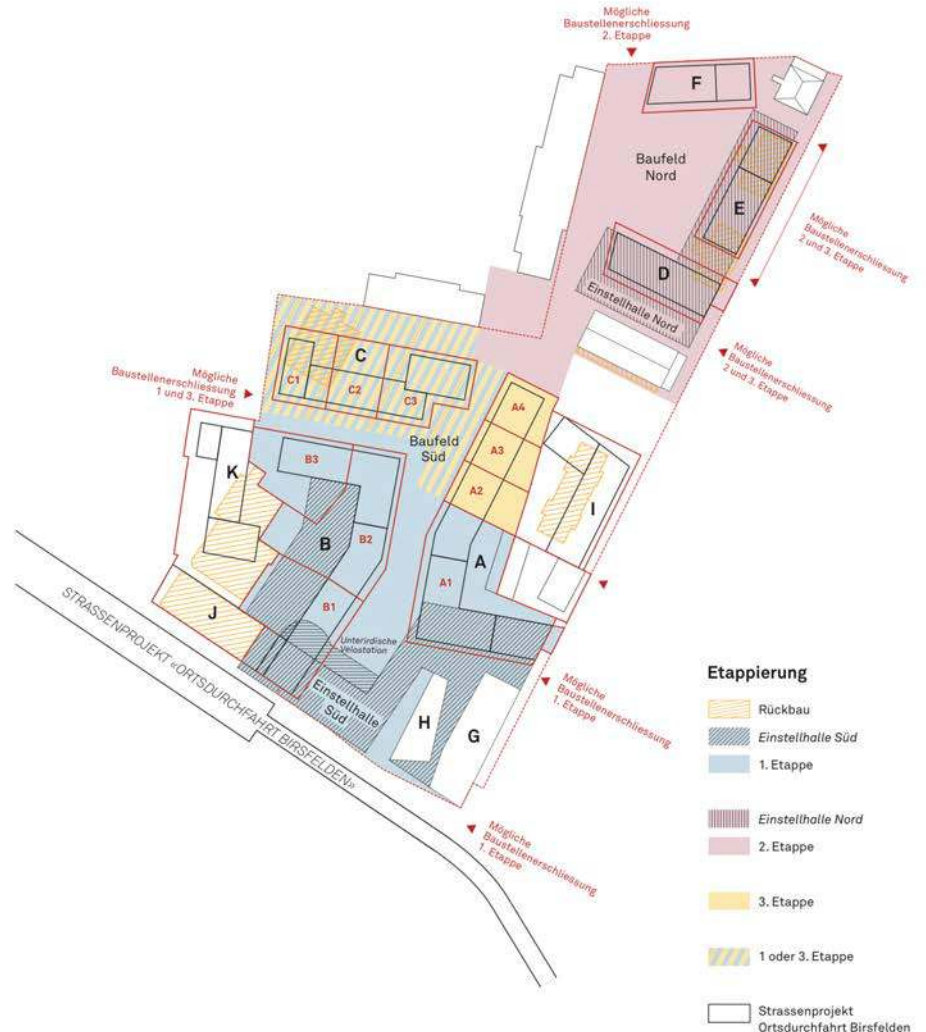 Mögliche
Baustellenerschliessung
2. Etappe
F
Baufeld
Nord
E
Mögliche
Baustellenerschliessung
2 und 3. Etappe
D
Einstellhalle Nord
Mögliche
Baustellenerschliessung
2 und 3. Etappe
Mögliche
Baustellenerschliessung
1 und 3. Etappe
C
C1
C2
C3
A4
Baufeld
Süd
A3
A2
B3
K
I
B
B2
A
A1
B1
J
Unterirdische
Velostation
Einstellhalle
Süd
H
G
Mögliche
Baustellenerschliessung
1. Etappe
STRASSENPROJEKT «ORTSDURCHFAHRT BIRSFELDEN»
Mögliche
Baustellenerschliessung
1. Etappe
Etappierung
Rückbau
Einstellhalle Süd
1. Etappe
Einstellhalle Nord
2. Etappe
3. Etappe
1 oder 3. Etappe
Strassenprojekt
Ortsdurchfahrt Birsfelden